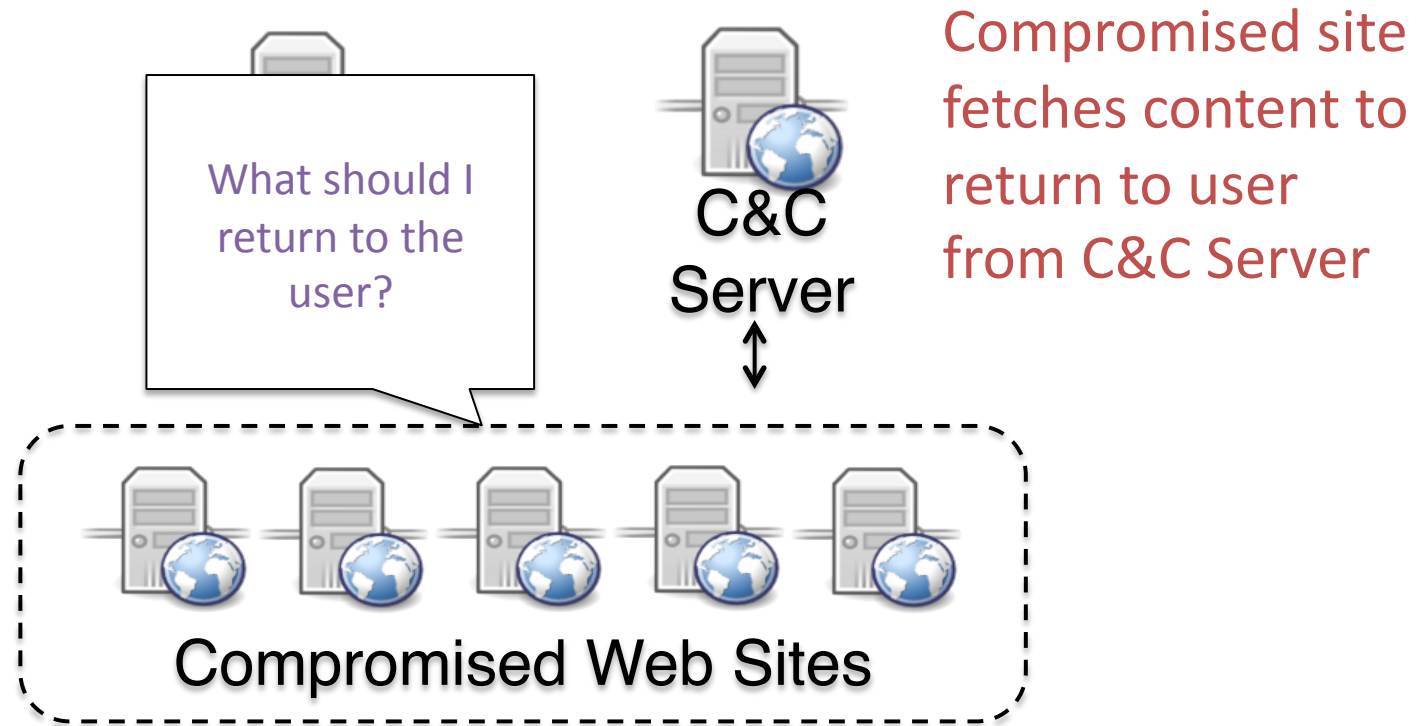 What should I
return to the
user?
C&C
Server
Compromised site
fetches content to
return to user
from C&C Server
Compromised Web Sites